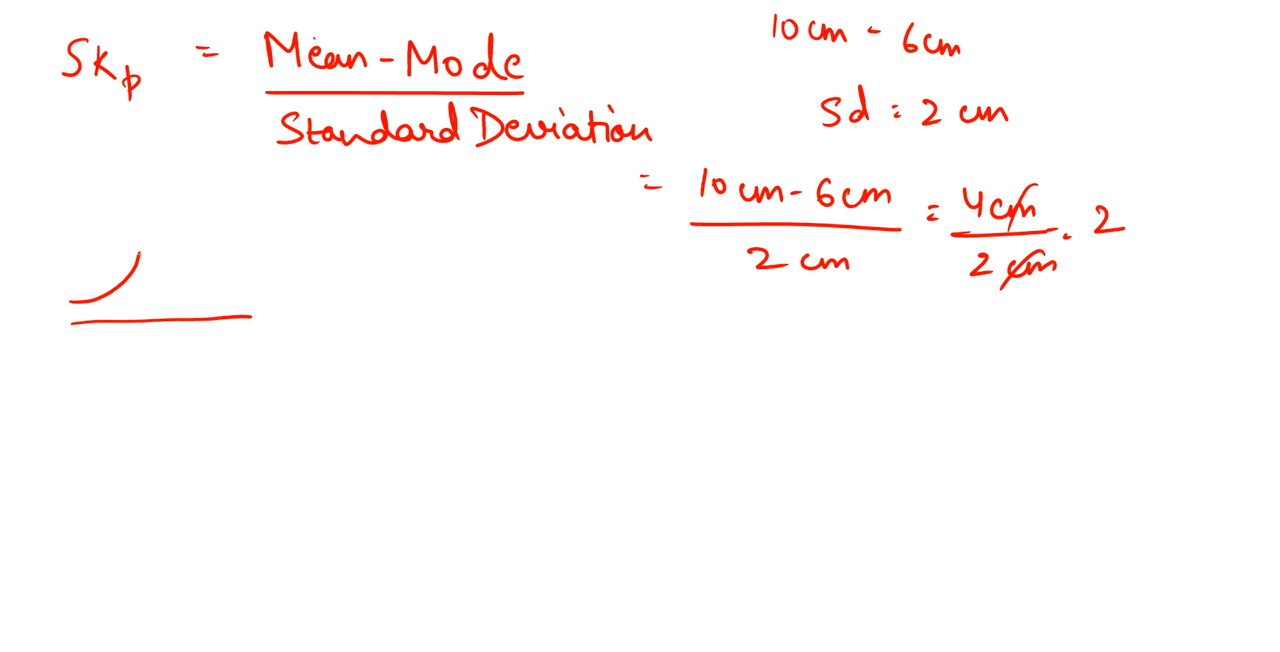 SKp = Mean - Mode / Standard Deviation
10 cm - 6 cm
Sd = 2 cm
= 10 cm - 6 cm / 2 cm = 4 cm / 2 cm . 2